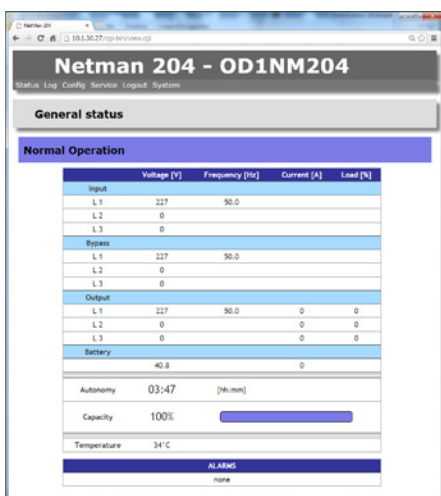 NetMan 204
10.1.30.27/cgi-bin/view.cgi
Netman 204 - OD1NM204
Status Log Config Service Logout System
General status
Normal Operation
Voltage [V] Frequency [Hz] Current [A] Load [%]
Input
L 1 227 50.0
L 2 0
L 3 0
Bypass
L 1 227 50.0
L 2 0
L 3 0
Output
L 1 227 50.0 0 0
L 2 0 0 0
L 3 0 0 0
Battery
40.8 0
Autonomy 03:47 [hh:mm]
Capacity 100%
Temperature 34°C
ALARMS
none